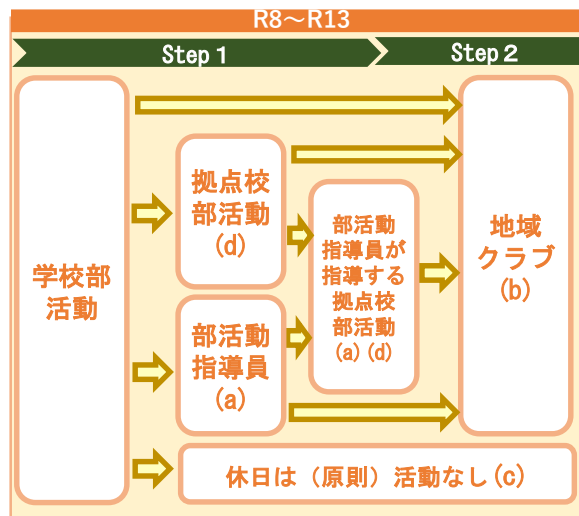 R8～R13
Step 1
Step 2
学校部
活動
拠点校
部活動
(d)
部活動
指導員
(a)
部活動
指導員が
指導する
拠点校
部活動
(a)(d)
地域
クラブ
(b)
休日は（原則）活動なし(c)